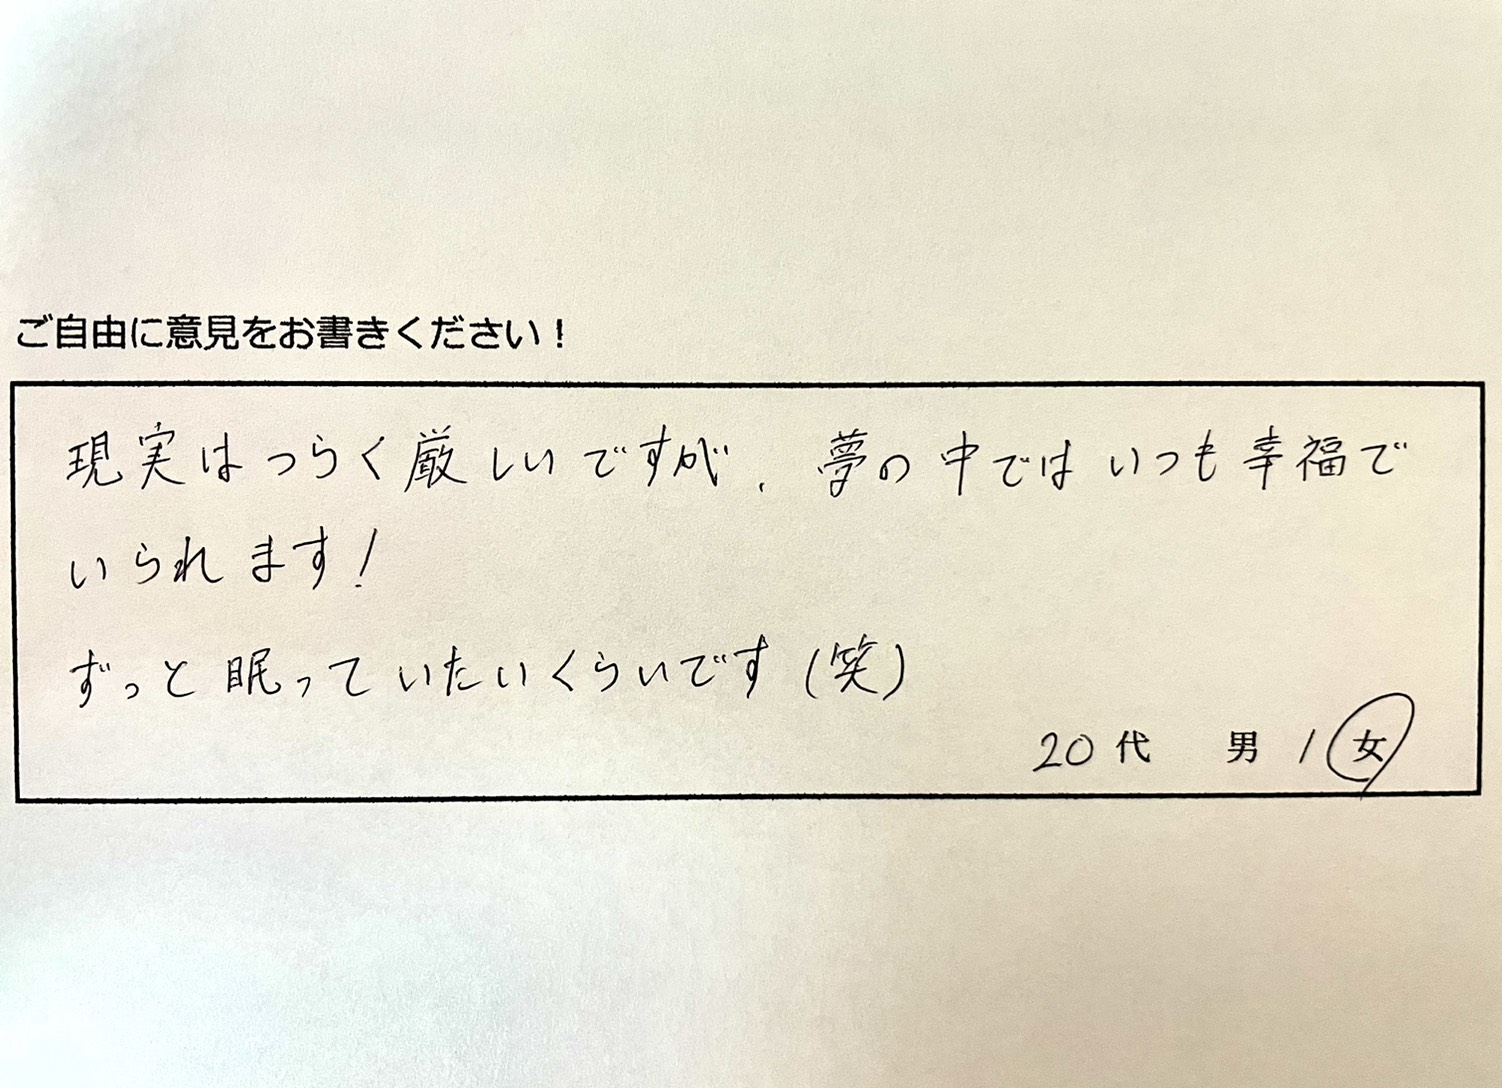 ご自由に意見をお書きください！
現実はつらく厳しいですが、夢の中ではいつも幸福で
いられます！
ずっと眠っていたいくらいです（笑）
20代 男 / 女